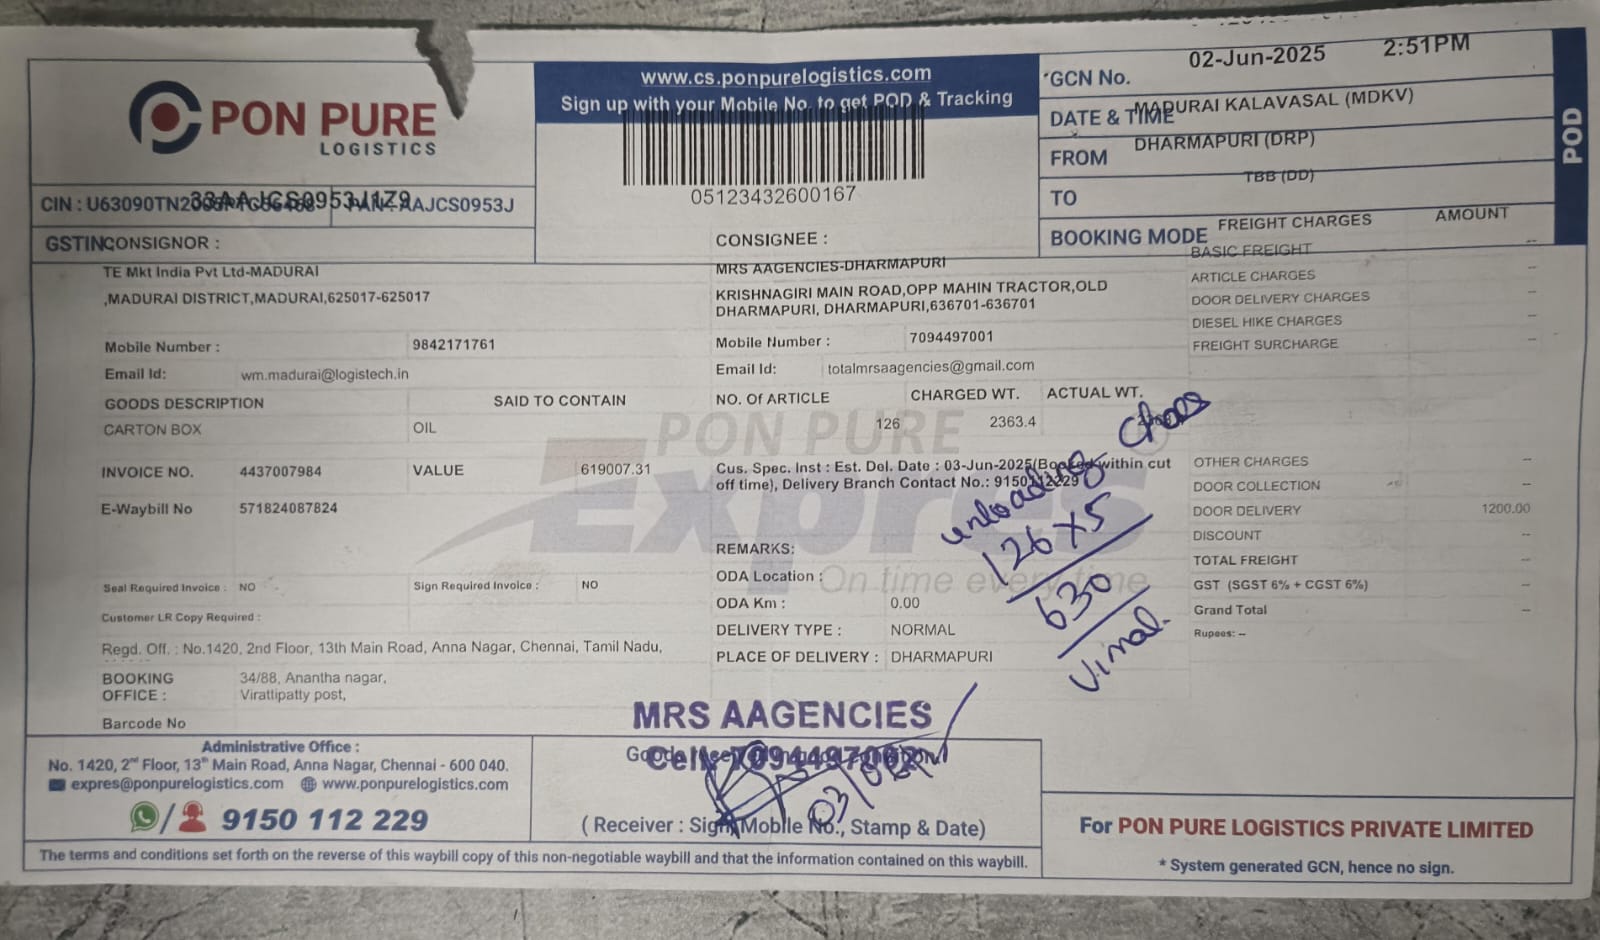 PON PURE
LOGISTICS
CIN : U63090TN2005PTC056488 PAN - AAJCS0953J
GSTIN 33AAJCS0953J1Z9
www.cs.ponpurelogistics.com
Sign up with your Mobile No. to get POD & Tracking
05123432600167
GCN No.
02-Jun-2025 2:51PM
DATE & TIME
MADURAI KALAVASAL (MDKV)
FROM
DHARMAPURI (DRP)
TO
TBB (DD)
BOOKING MODE
POD
CONSIGNOR :
TE Mkt India Pvt Ltd-MADURAI
,MADURAI DISTRICT,MADURAI,625017-625017
Mobile Number : 9842171761
Email Id: wm.madurai@logistech.in
GOODS DESCRIPTION SAID TO CONTAIN
CARTON BOX OIL
INVOICE NO. 4437007984 VALUE 619007.31
E-Waybill No 571824087824
Seal Required Invoice : NO Sign Required Invoice : NO
Customer LR Copy Required :
Regd. Off. : No.1420, 2nd Floor, 13th Main Road, Anna Nagar, Chennai, Tamil Nadu,
BOOKING OFFICE : 34/88, Anantha nagar,
Virattipatty post,
Barcode No
CONSIGNEE :
MRS AAGENCIES-DHARMAPURI
KRISHNAGIRI MAIN ROAD,OPP MAHIN TRACTOR,OLD
DHARMAPURI, DHARMAPURI,636701-636701
Mobile Number : 7094497001
Email Id: totalmrsaagencies@gmail.com
NO. Of ARTICLE CHARGED WT. ACTUAL WT.
126 2363.4
Cus. Spec. Inst : Est. Del. Date : 03-Jun-2025(Booked within cut
off time), Delivery Branch Contact No.: 9150112229
REMARKS:
ODA Location :
ODA Km : 0.00
DELIVERY TYPE : NORMAL
PLACE OF DELIVERY : DHARMAPURI
PON PURE
Expres
On time every time
unloading
126 X 5
630
Vimal.
FREIGHT CHARGES AMOUNT
BASIC FREIGHT --
ARTICLE CHARGES --
DOOR DELIVERY CHARGES --
DIESEL HIKE CHARGES --
FREIGHT SURCHARGE --
OTHER CHARGES --
DOOR COLLECTION --
DOOR DELIVERY 1200.00
DISCOUNT --
TOTAL FREIGHT --
GST (SGST 6% + CGST 6%) --
Grand Total --
Rupees: --
MRS AAGENCIES
Cell:
( Receiver : Sign, Mobile No., Stamp & Date)
Administrative Office :
No. 1420, 2nd Floor, 13th Main Road, Anna Nagar, Chennai - 600 040.
expres@ponpurelogistics.com www.ponpurelogistics.com
9150 112 229
The terms and conditions set forth on the reverse of this waybill copy of this non-negotiable waybill and that the information contained on this waybill.
For PON PURE LOGISTICS PRIVATE LIMITED
* System generated GCN, hence no sign.